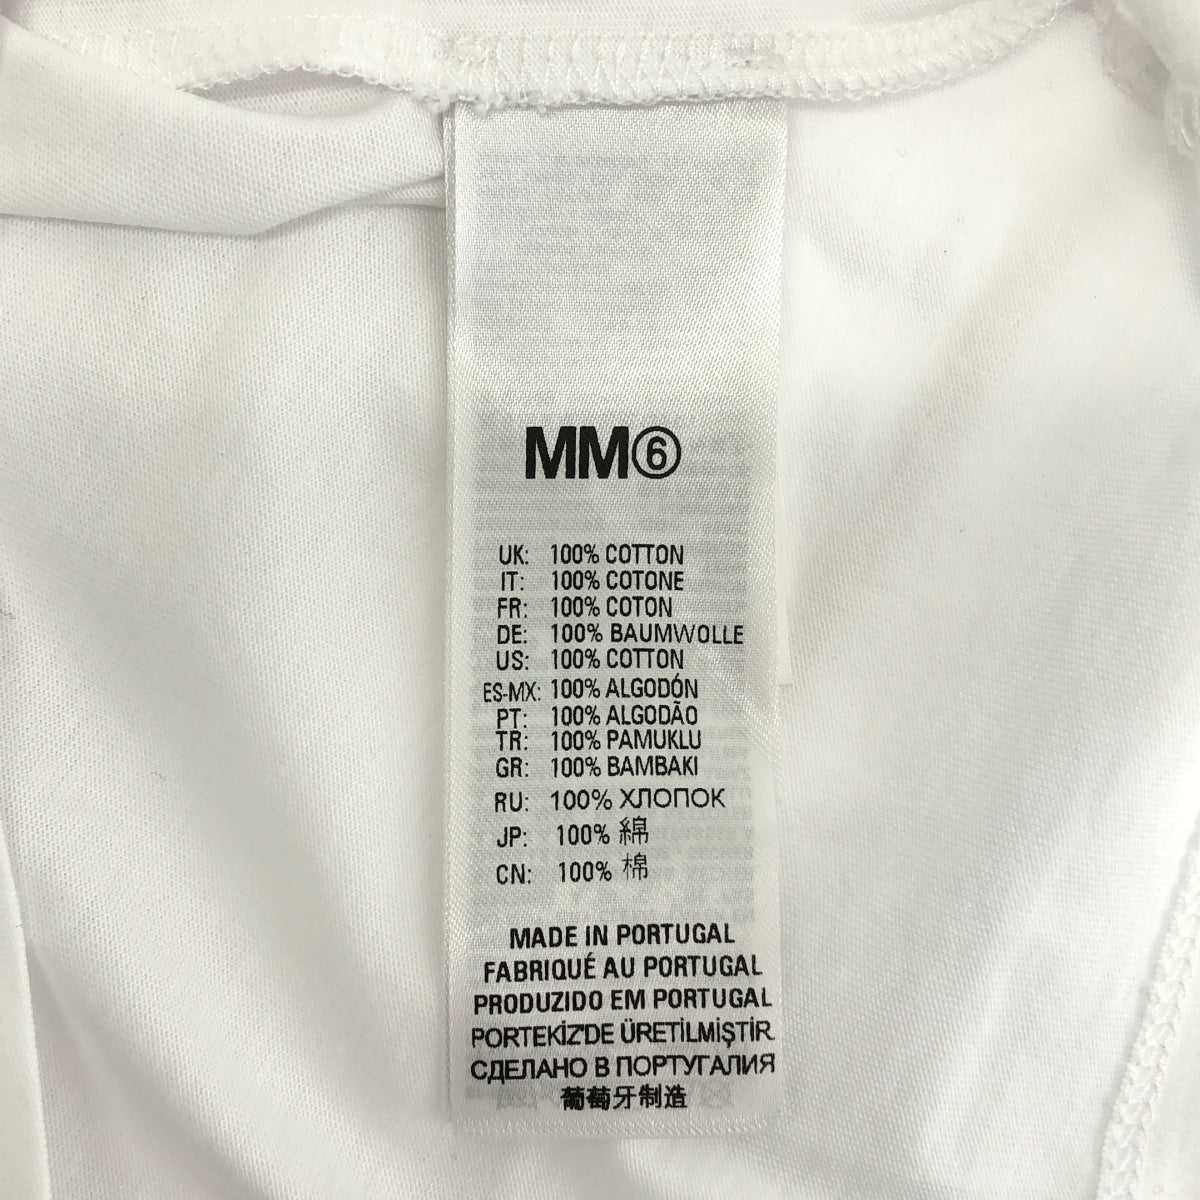 MM⑥
UK: 100% COTTON
IT: 100% COTONE
FR: 100% COTON
DE: 100% BAUMWOLLE
US: 100% COTTON
ES-MX: 100% ALGODÓN
PT: 100% ALGODÃO
TR: 100% PAMUKLU
GR: 100% BAMBAKI
RU: 100% ХЛОПОК
JP: 100% 綿
CN: 100% 棉
MADE IN PORTUGAL
FABRIQUÉ AU PORTUGAL
PRODUZIDO EM PORTUGAL
PORTEKİZ'DE ÜRETİLMİŞTİR
СДЕЛАНО В ПОРТУГАЛИЯ
葡萄牙制造